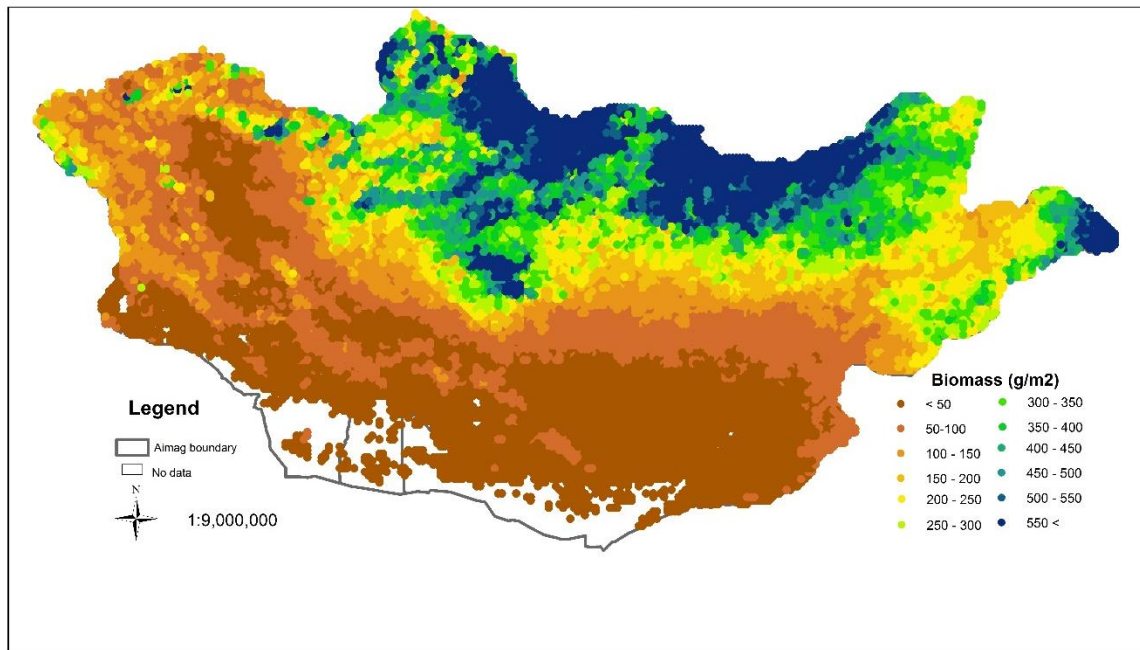 Legend
Aimag boundary
No data
N
1:9,000,000
Biomass (g/m2)
< 50
50-100
100 - 150
150 - 200
200 - 250
250 - 300
300 - 350
350 - 400
400 - 450
450 - 500
500 - 550
550 <